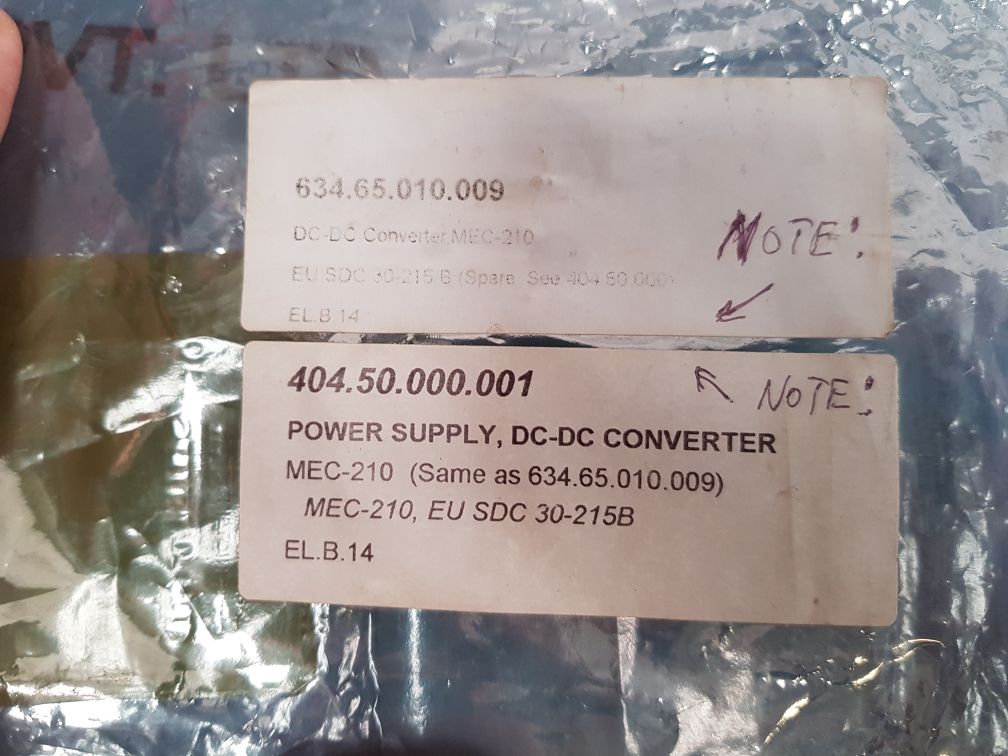 634.65.010.009
DC-DC Converter,MEC-210
NOTE!
EU SDC 30-215/B (Spare See 404.50.000)
EL.B.14
404.50.000.001
NOTE!
POWER SUPPLY, DC-DC CONVERTER
MEC-210 (Same as 634.65.010.009)
MEC-210, EU SDC 30-215B
EL.B.14